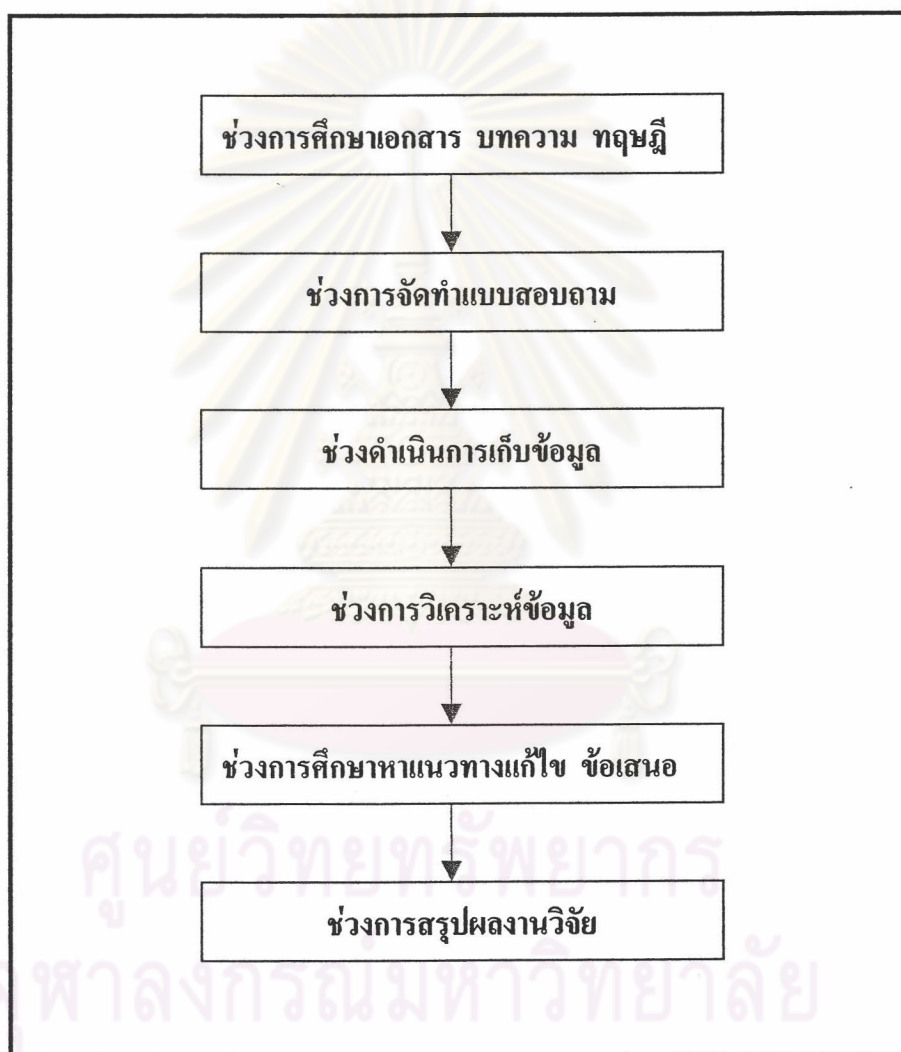 ช่วงการศึกษาเอกสาร บทความ ทฤษฎี
ช่วงการจัดทำแบบสอบถาม
ช่วงดำเนินการเก็บข้อมูล
ช่วงการวิเคราะห์ข้อมูล
ช่วงการศึกษาหาแนวทางแก้ไข ข้อเสนอ
ศูนย์วิทยทรัพยากร
ช่วงการสรุปผลงานวิจัย
จุฬาลงกรณ์มหาวิทยาลัย